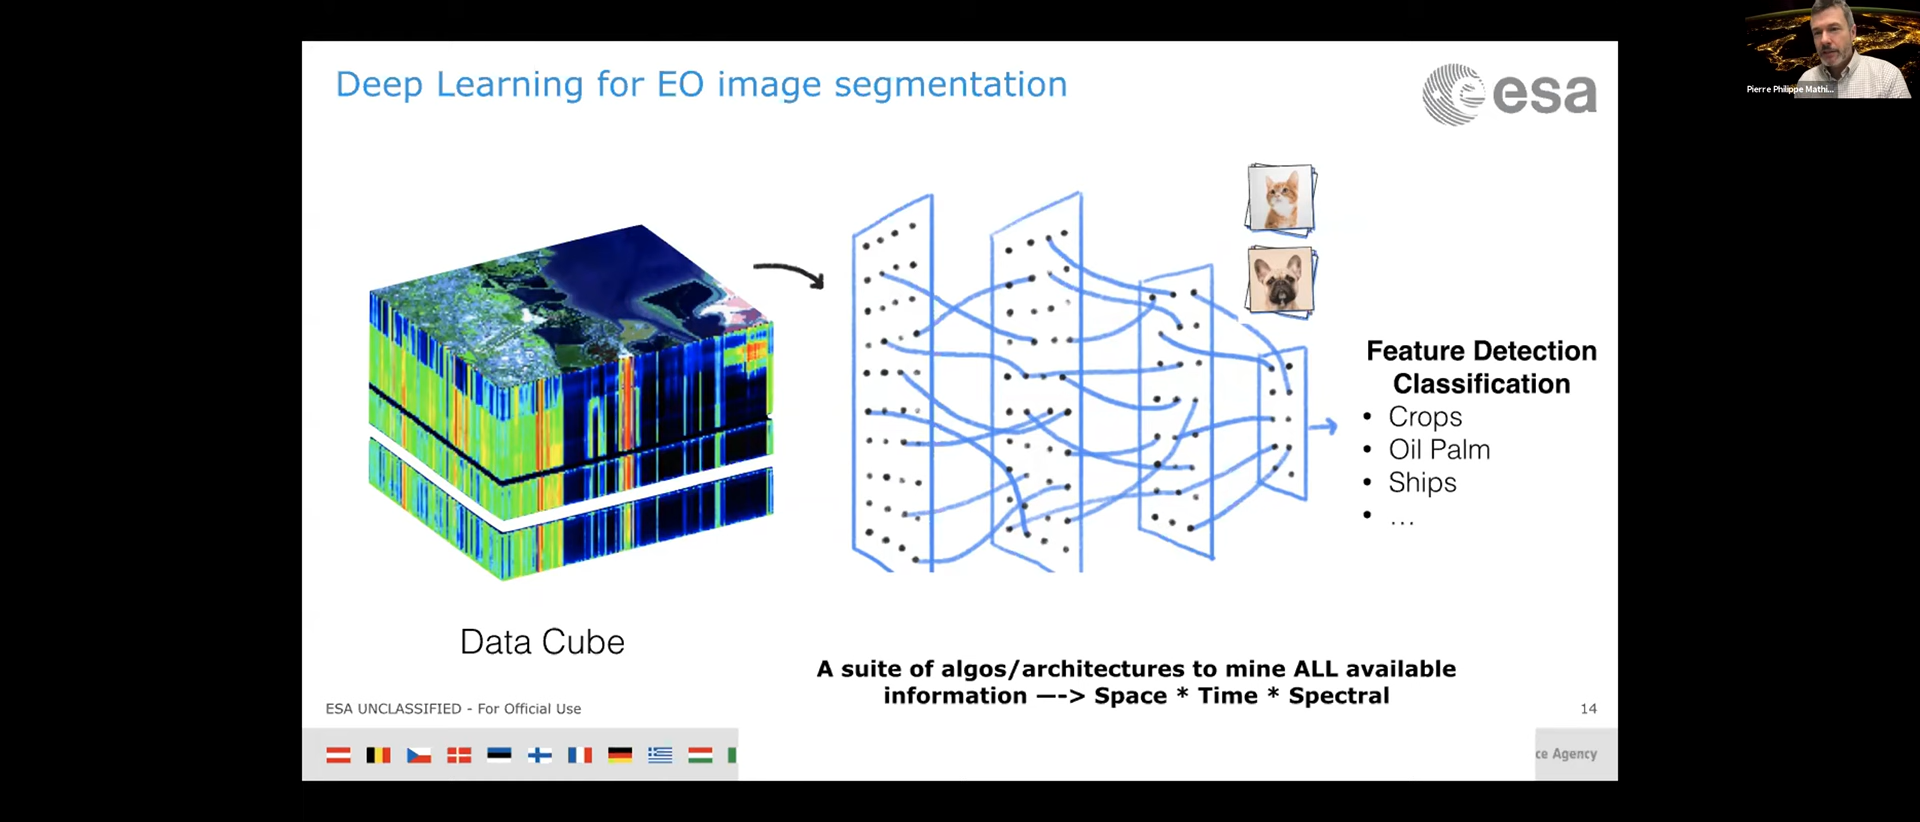 Deep Learning for EO image segmentation
esa
Pierre Philippe Mathi...
Feature Detection
Classification
• Crops
• Oil Palm
• Ships
• ...
Data Cube
A suite of algos/architectures to mine ALL available
information —-> Space * Time * Spectral
ESA UNCLASSIFIED - For Official Use
14
ce Agency